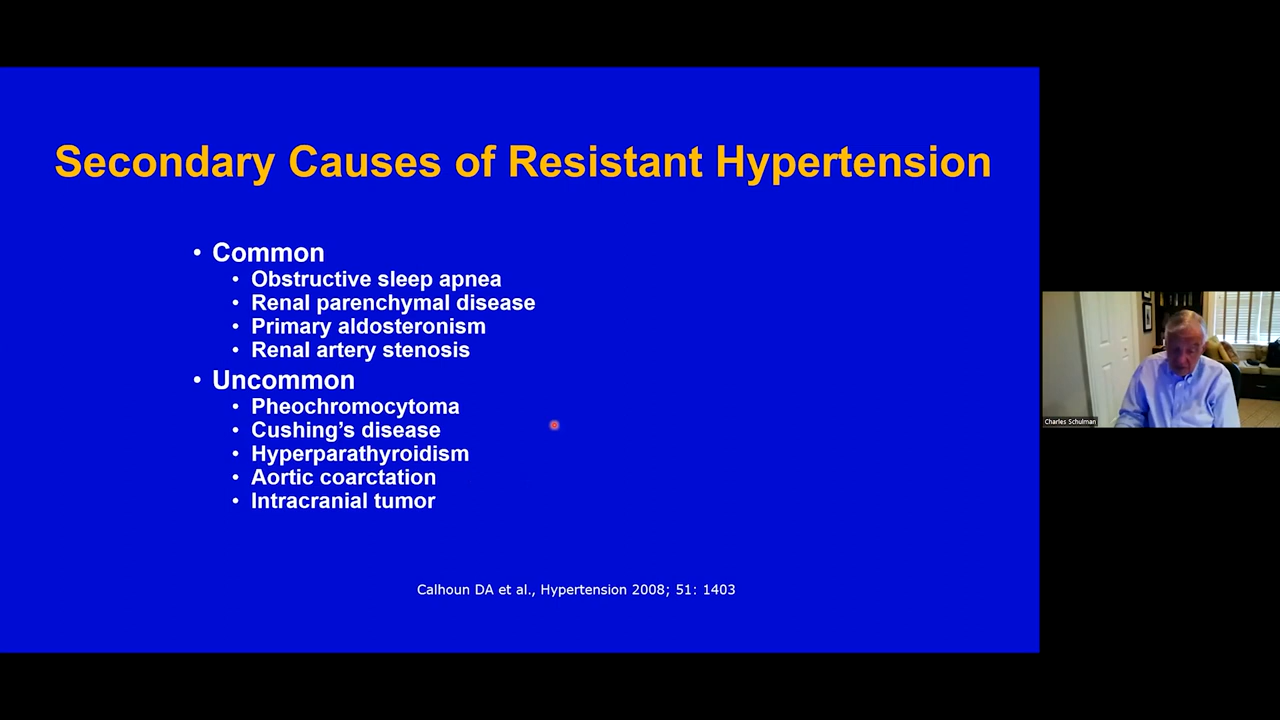 Secondary Causes of Resistant Hypertension
• Common
• Obstructive sleep apnea
• Renal parenchymal disease
• Primary aldosteronism
• Renal artery stenosis
• Uncommon
• Pheochromocytoma
• Cushing’s disease
• Hyperparathyroidism
• Aortic coarctation
• Intracranial tumor
Calhoun DA et al., Hypertension 2008; 51: 1403
Charles Schulman